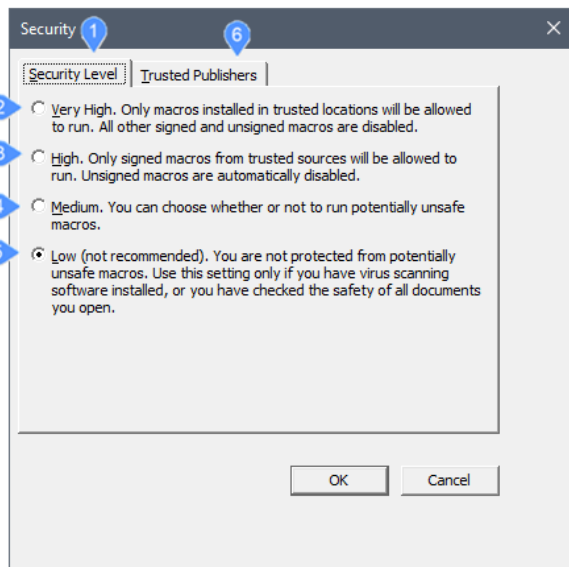 Security 1
6
Security Level Trusted Publishers
2 Very High. Only macros installed in trusted locations will be allowed
to run. All other signed and unsigned macros are disabled.
3 High. Only signed macros from trusted sources will be allowed to
run. Unsigned macros are automatically disabled.
4 Medium. You can choose whether or not to run potentially unsafe
macros.
5 Low (not recommended). You are not protected from potentially
unsafe macros. Use this setting only if you have virus scanning
software installed, or you have checked the safety of all documents
you open.
OK Cancel